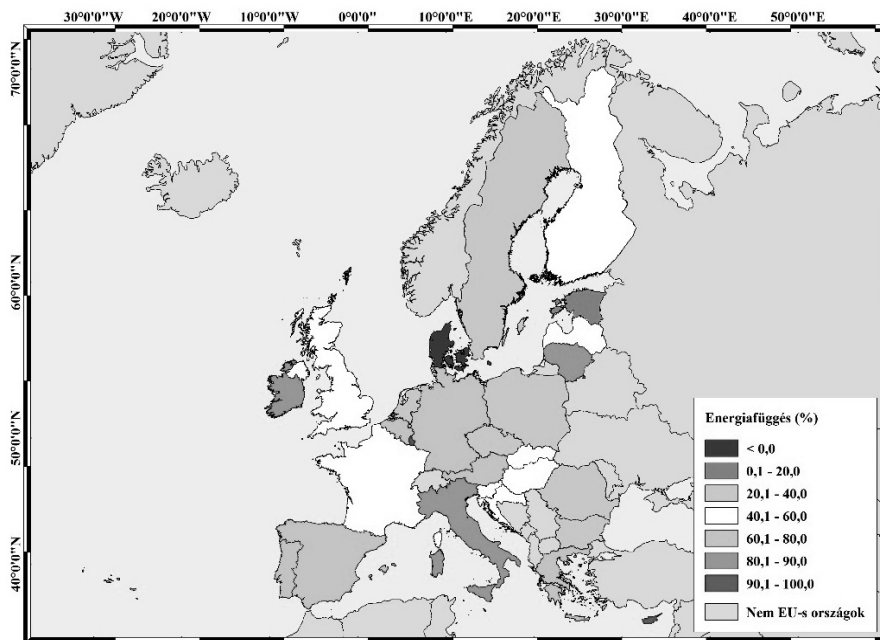 30°0'0"W 20°0'0"W 10°0'0"W 0°0'0" 10°0'0"E 20°0'0"E 30°0'0"E 40°0'0"E 50°0'0"E
70°0'0"N
60°0'0"N
50°0'0"N
40°0'0"N
Energiafüggés (%)
< 0,0
0,1 - 20,0
20,1 - 40,0
40,1 - 60,0
60,1 - 80,0
80,1 - 90,0
90,1 - 100,0
Nem EU-s országok